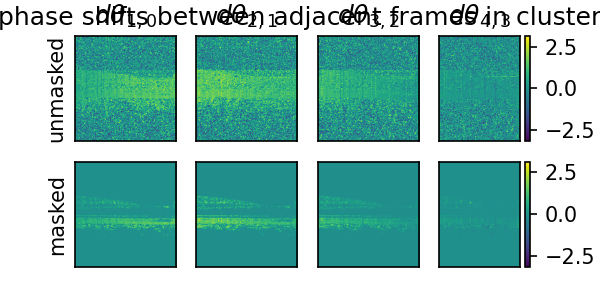 phase shifts between adjacent frames in cluster
dθ1,0 dθ2,1 dθ3,2 dθ4,3
unmasked
2.5
0.0
−2.5
masked
2.5
0.0
−2.5